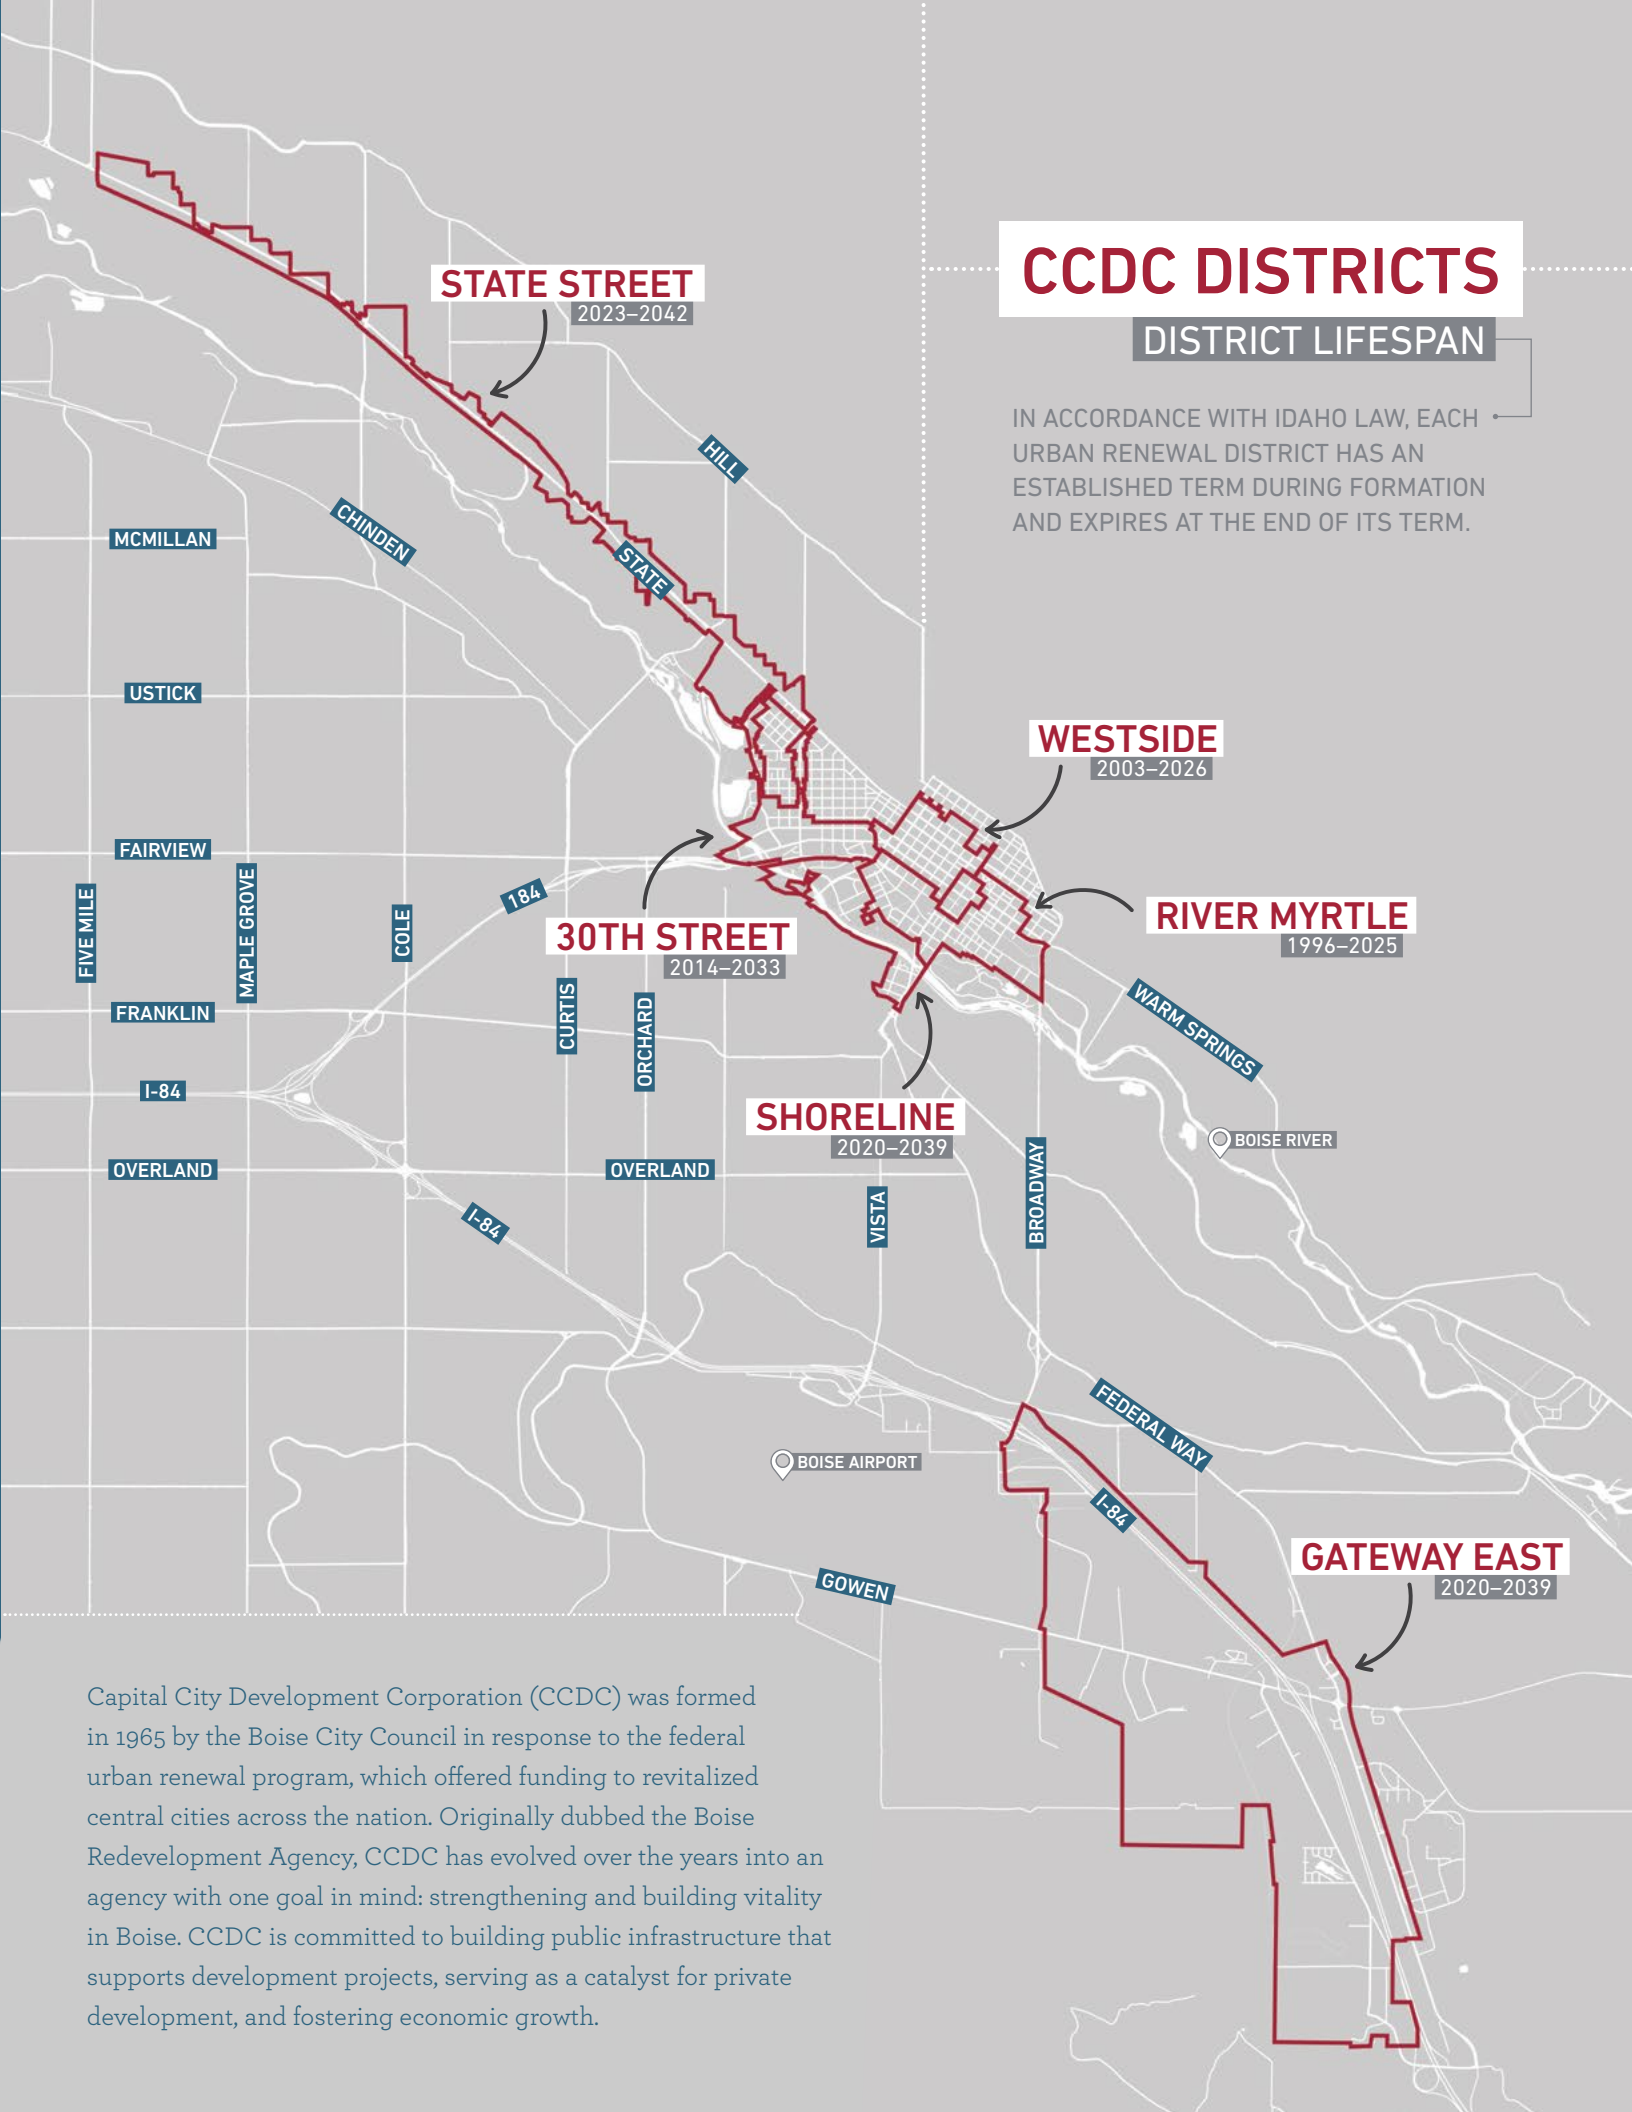 CCDC DISTRICTS
DISTRICT LIFESPAN
IN ACCORDANCE WITH IDAHO LAW, EACH
URBAN RENEWAL DISTRICT HAS AN
ESTABLISHED TERM DURING FORMATION
AND EXPIRES AT THE END OF ITS TERM.
STATE STREET
2023–2042
HILL
CHINDEN
MCMILLAN
STATE
USTICK
WESTSIDE
2003–2026
FAIRVIEW
184
FIVE MILE
MAPLE GROVE
COLE
30TH STREET
2014–2033
RIVER MYRTLE
1996–2025
FRANKLIN
CURTIS
ORCHARD
WARM SPRINGS
I-84
SHORELINE
2020–2039
BOISE RIVER
OVERLAND
OVERLAND
I-84
VISTA
BROADWAY
FEDERAL WAY
BOISE AIRPORT
I-84
GATEWAY EAST
2020–2039
GOWEN
Capital City Development Corporation (CCDC) was formed
in 1965 by the Boise City Council in response to the federal
urban renewal program, which offered funding to revitalized
central cities across the nation. Originally dubbed the Boise
Redevelopment Agency, CCDC has evolved over the years into an
agency with one goal in mind: strengthening and building vitality
in Boise. CCDC is committed to building public infrastructure that
supports development projects, serving as a catalyst for private
development, and fostering economic growth.